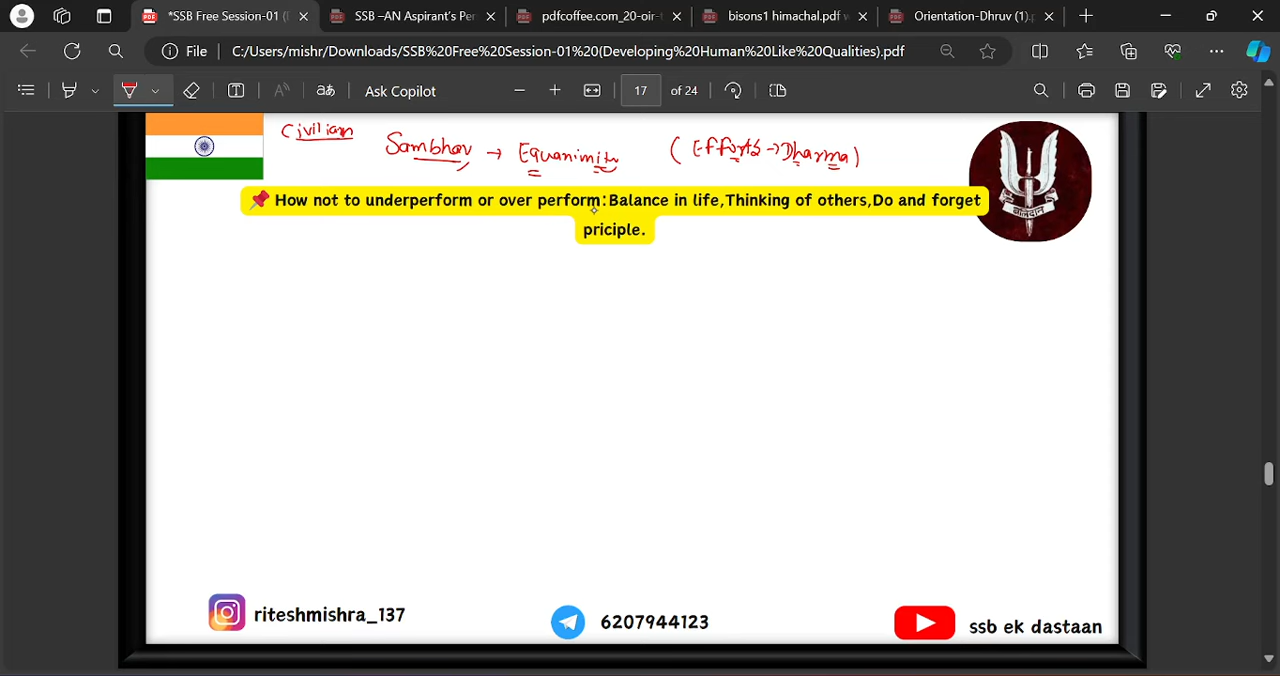 *SSB Free Session-01 (
SSB –AN Aspirant's Per
pdfcoffee.com_20-oir-t
bisons1 himachal.pdf
Orientation-Dhruv (1).p
File
C:/Users/mishr/Downloads/SSB%20Free%20Session-01%20(Developing%20Human%20Like%20Qualities).pdf
Ask Copilot
17 of 24
Civilian
Sambhav → Equanimity (Efforts → Dharma)
📌 How not to underperform or over perform:Balance in life,Thinking of others,Do and forget
priciple.
बलिदान
riteshmishra_137
6207944123
ssb ek dastaan